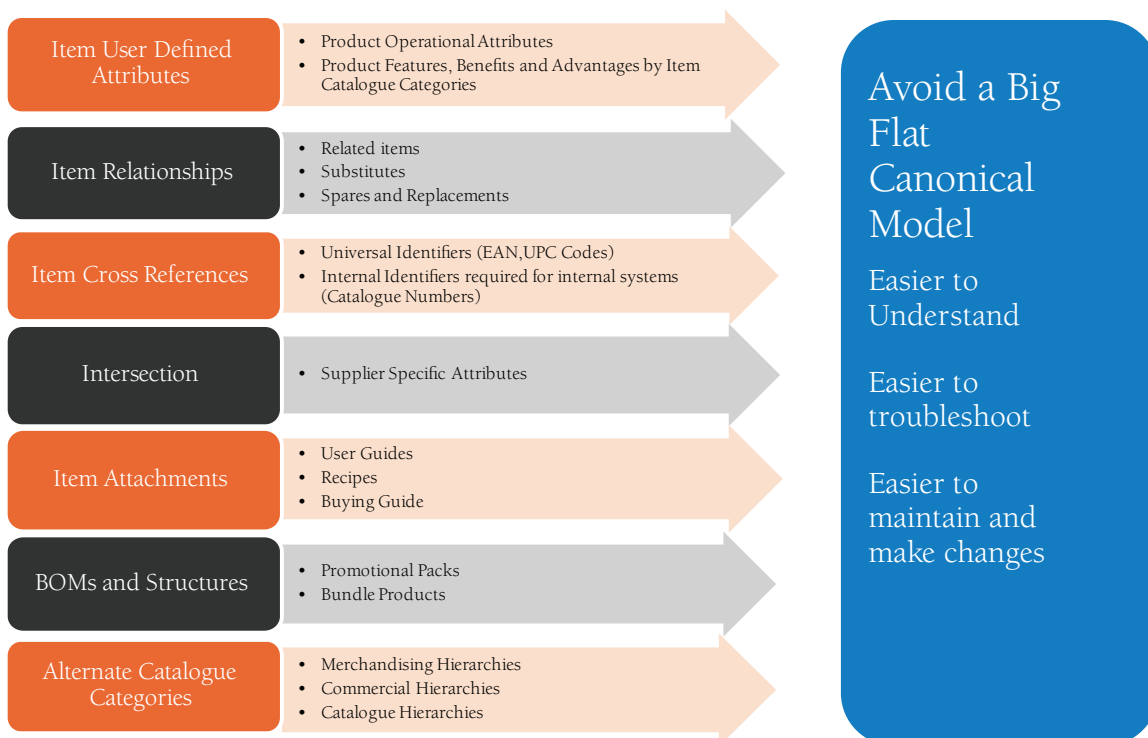 Item User Defined
Attributes
• Product Operational Attributes
• Product Features, Benefits and Advantages by Item
Catalogue Categories
Item Relationships
• Related items
• Substitutes
• Spares and Replacements
Item Cross References
• Universal Identifiers (EAN,UPC Codes)
• Internal Identifiers required for internal systems
(Catalogue Numbers)
Intersection
• Supplier Specific Attributes
Item Attachments
• User Guides
• Recipes
• Buying Guide
BOMs and Structures
• Promotional Packs
• Bundle Products
Alternate Catalogue
Categories
• Merchandising Hierarchies
• Commercial Hierarchies
• Catalogue Hierarchies
Avoid a Big
Flat
Canonical
Model
Easier to
Understand
Easier to
troubleshoot
Easier to
maintain and
make changes